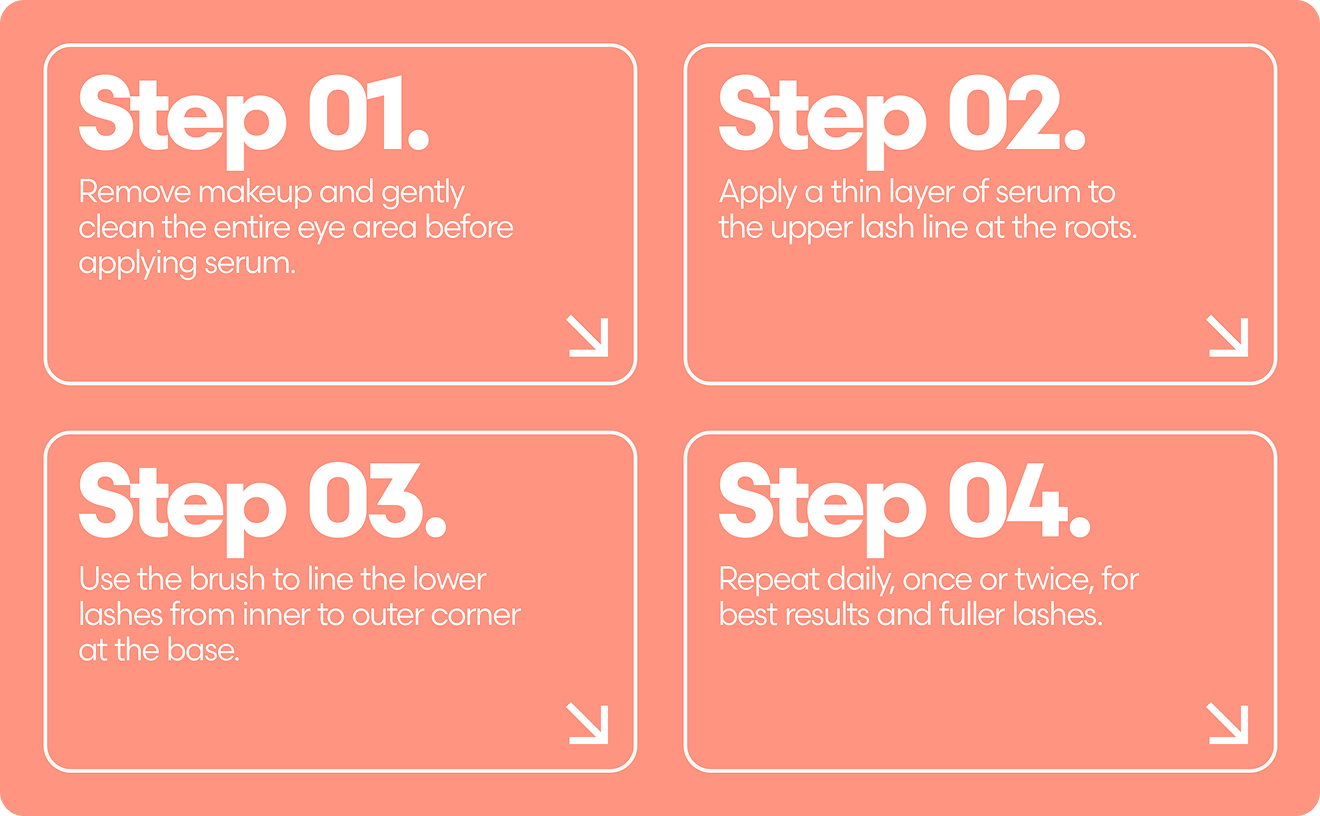 Step 01.
Remove makeup and gently
clean the entire eye area before
applying serum.
Step 02.
Apply a thin layer of serum to
the upper lash line at the roots.
Step 03.
Use the brush to line the lower
lashes from inner to outer corner
at the base.
Step 04.
Repeat daily, once or twice, for
best results and fuller lashes.